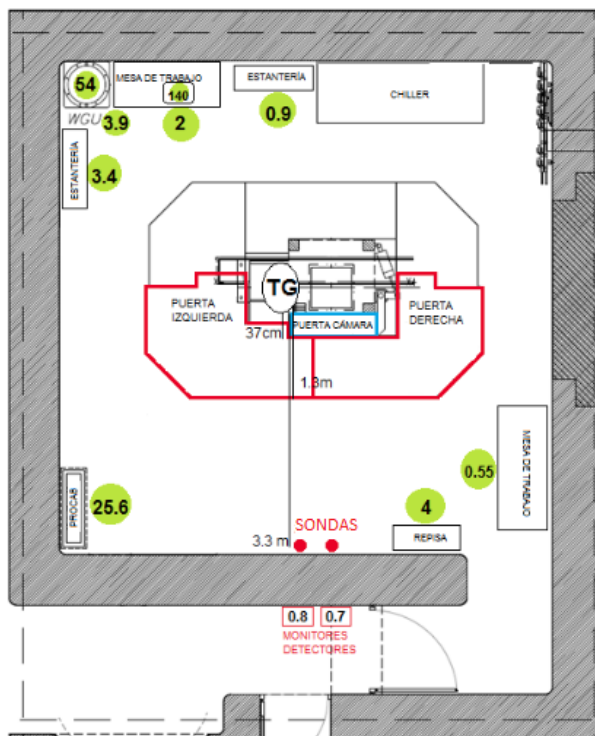 54
MESA DE TRABAJO
140
ESTANTERÍA
CHILLER
WGU
3.9
2
0.9
ESTANTERÍA
3.4
TG
PUERTA
IZQUIERDA
PUERTA
DERECHA
PUERTA CÁMARA
37cm
1.3m
MESA DE TRABAJO
0.55
PROCAB
25.6
4
SONDAS
3.3 m
REPISA
0.8
0.7
MONITORES
DETECTORES